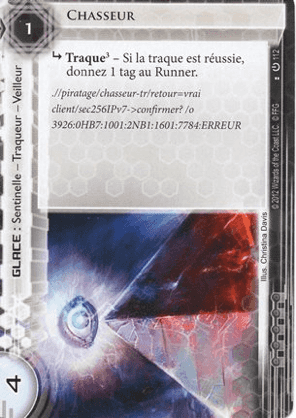 CHASSEUR
1
Traque³ – Si la traque est réussie,
donnez 1 tag au Runner.
.//piratage/chasseur-tr/retour=vrai
client/sec256IPv7->confirmer? /o
3926:0HB7:1001:2NB1:1601:7784:ERREUR
GLACE : Sentinelle – Traqueur – Veilleur
4
Illus. Christina Davis
© 2012 Wizards of the Coast LLC. © FFG
112